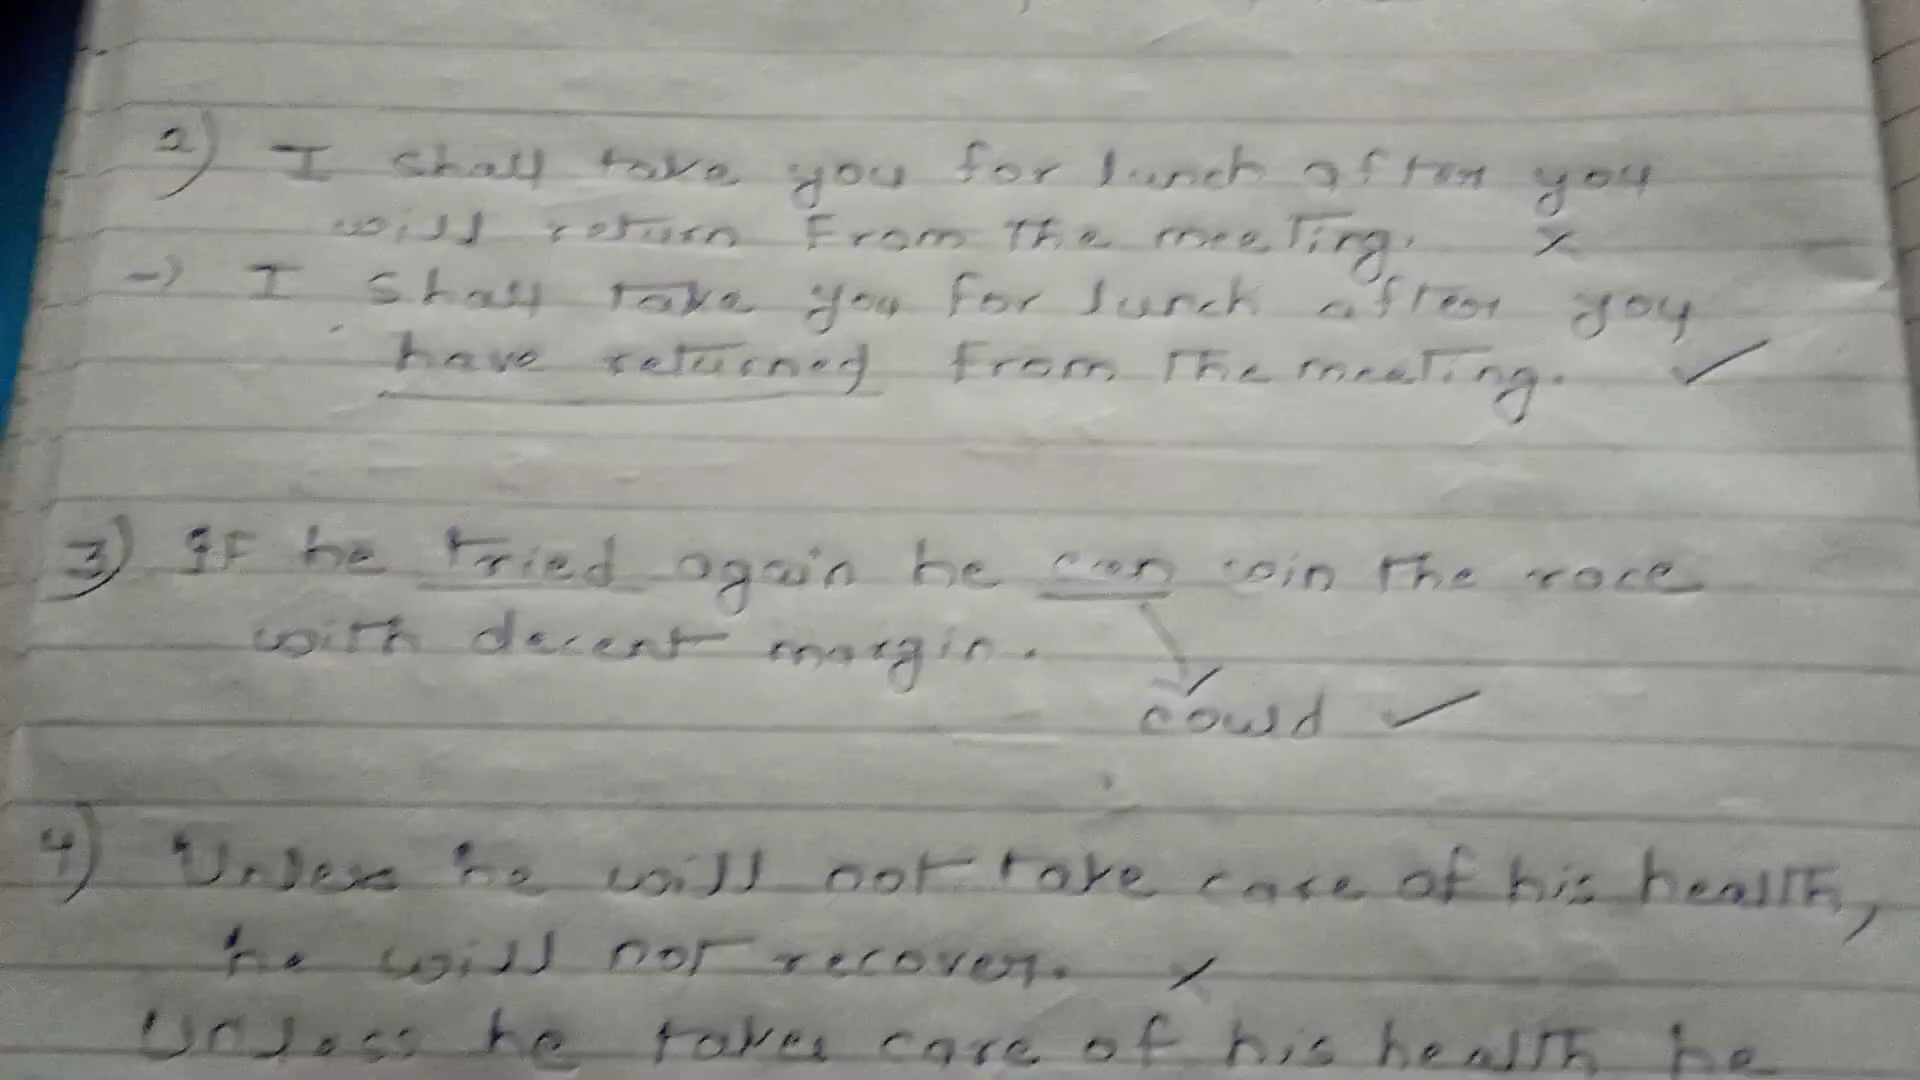 2) I shall take you for lunch after you
will return From The meeting. x
-) I shall Take you for lunch after you
have returned from The meeting. ✓
3) If he tried again he can win the race
with decent margin.
could ✓
4) Unless he will not take care of his health,
he will not recover. x
Unless he takes care of his health he